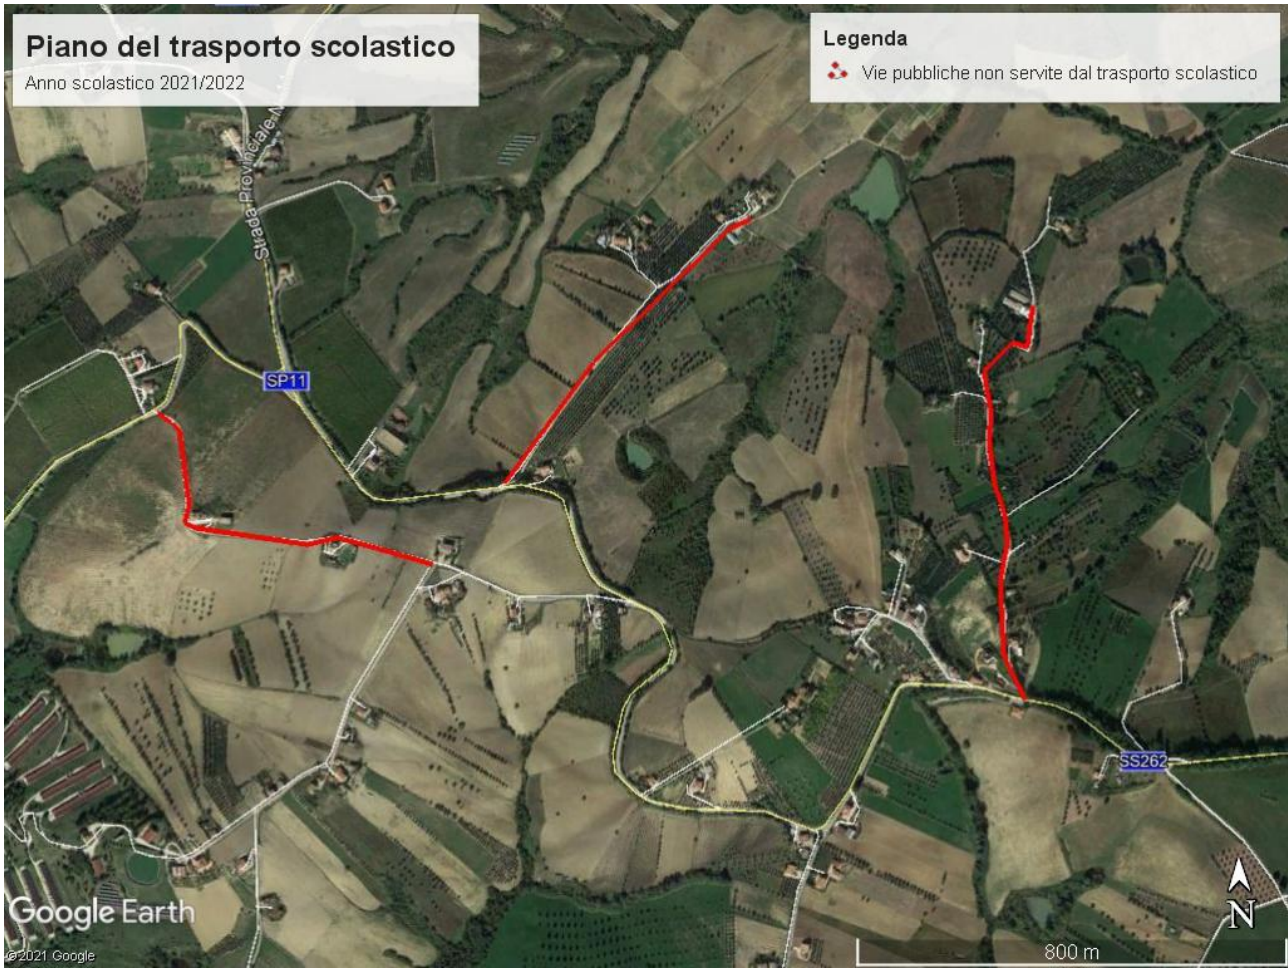 Piano del trasporto scolastico
Anno scolastico 2021/2022
Legenda
Vie pubbliche non servite dal trasporto scolastico
Strada Provinciale N
SP11
SS262
Google Earth
©2021 Google
N
800 m